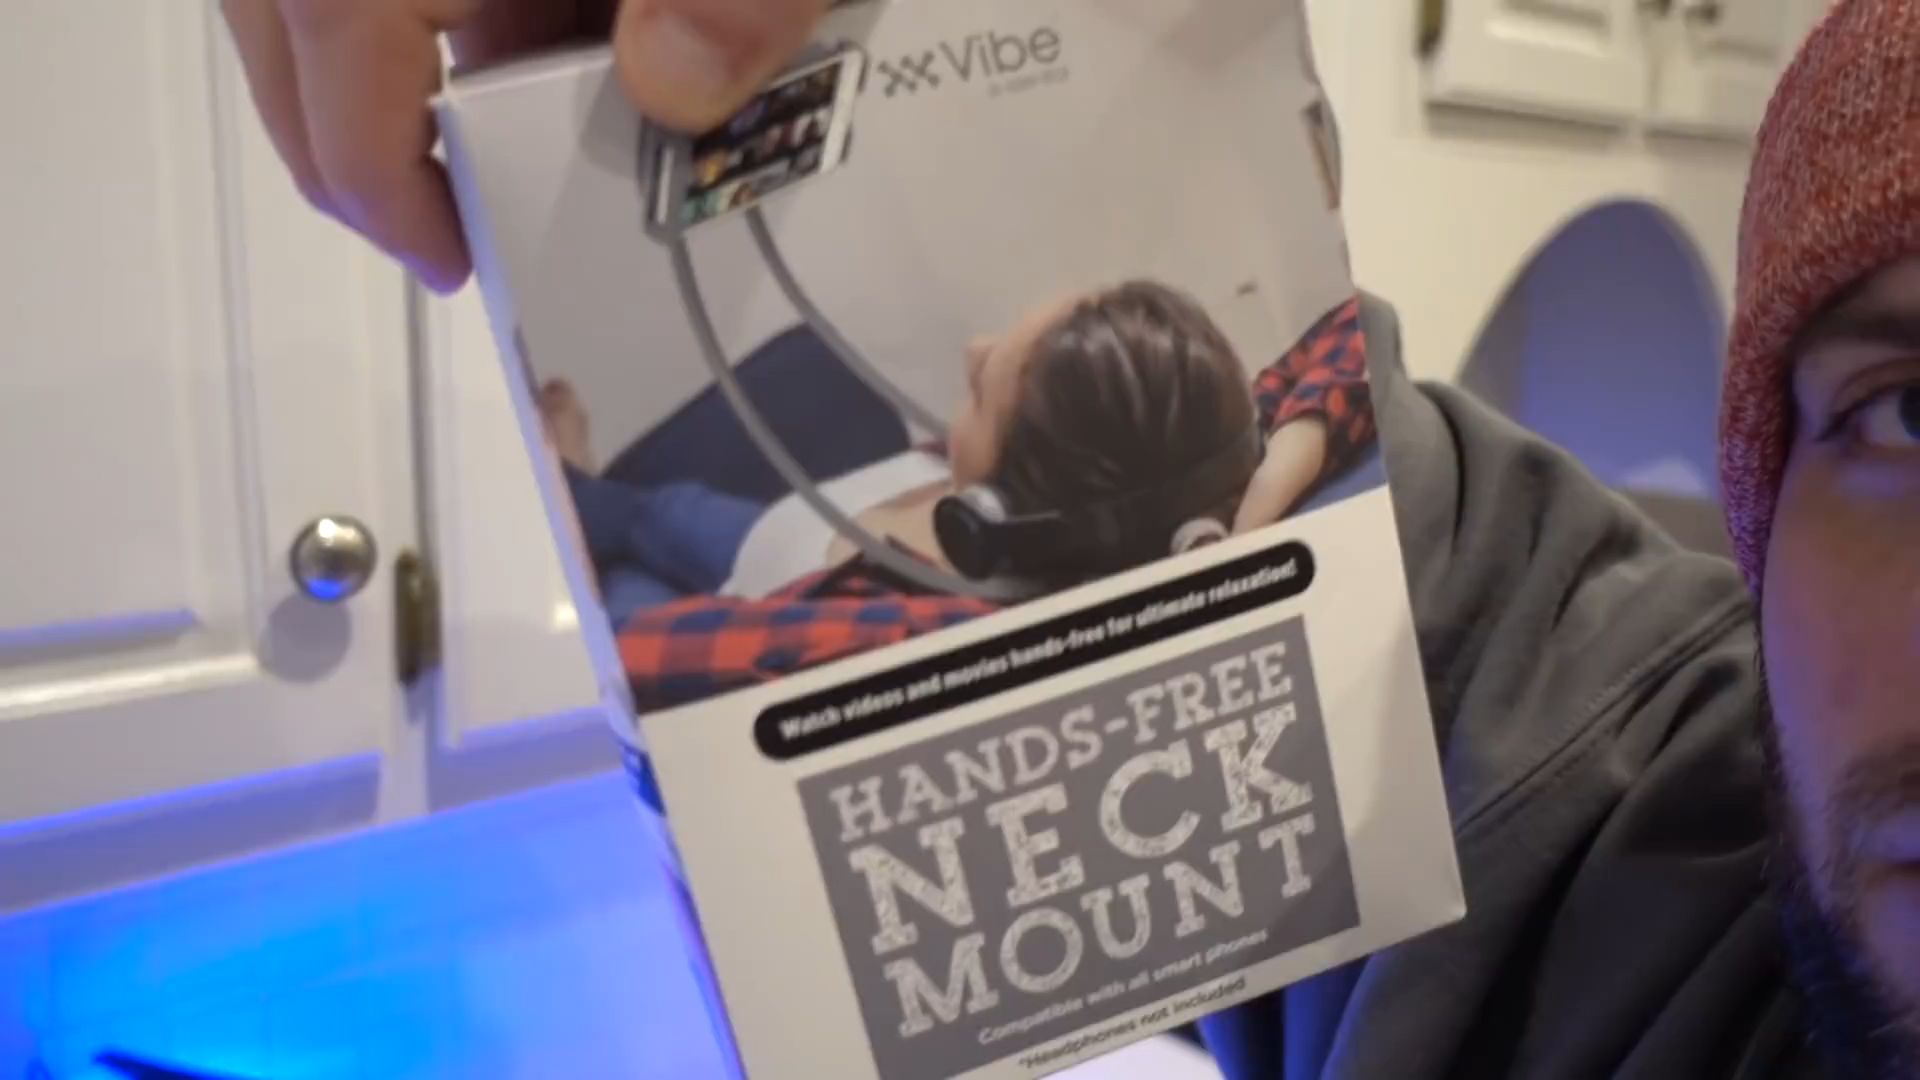 Vibe
Watch videos and movies hands-free for ultimate relaxation!
HANDS-FREE
NECK
MOUNT
Compatible with all smart phones
*Headphones not included